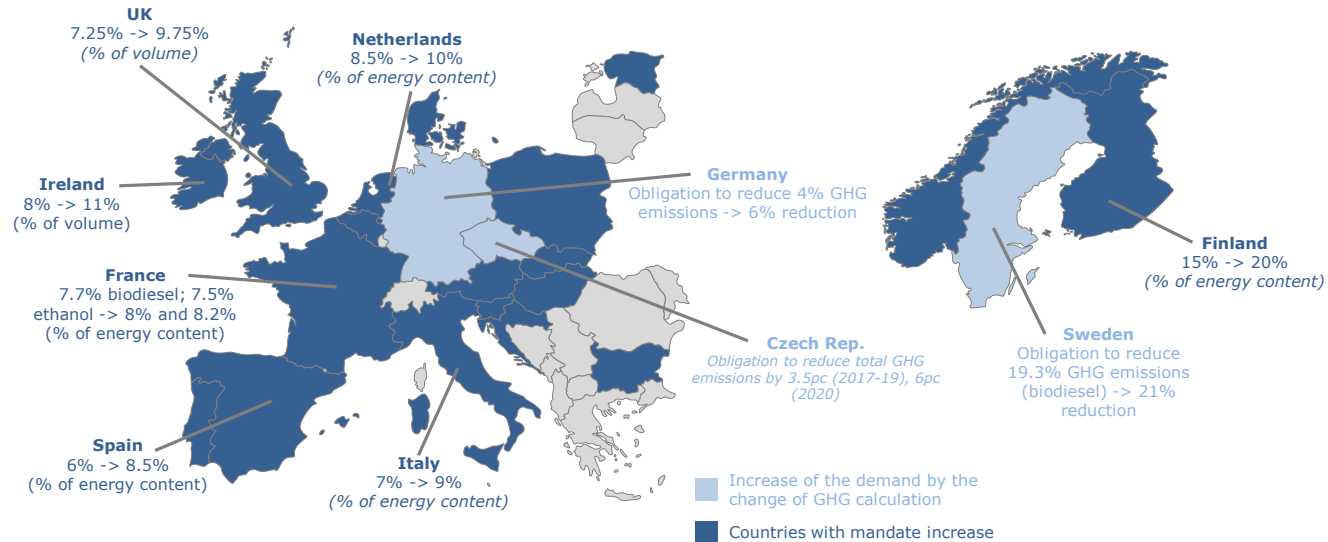 UK
7.25% -> 9.75%
(% of volume)
Netherlands
8.5% -> 10%
(% of energy content)
Ireland
8% -> 11%
(% of volume)
Germany
Obligation to reduce 4% GHG
emissions -> 6% reduction
Finland
15% -> 20%
(% of energy content)
France
7.7% biodiesel; 7.5%
ethanol -> 8% and 8.2%
(% of energy content)
Czech Rep.
Obligation to reduce total GHG
emissions by 3.5pc (2017-19), 6pc
(2020)
Sweden
Obligation to reduce
19.3% GHG emissions
(biodiesel) -> 21%
reduction
Spain
6% -> 8.5%
(% of energy content)
Italy
7% -> 9%
(% of energy content)
Increase of the demand by the
change of GHG calculation
Countries with mandate increase